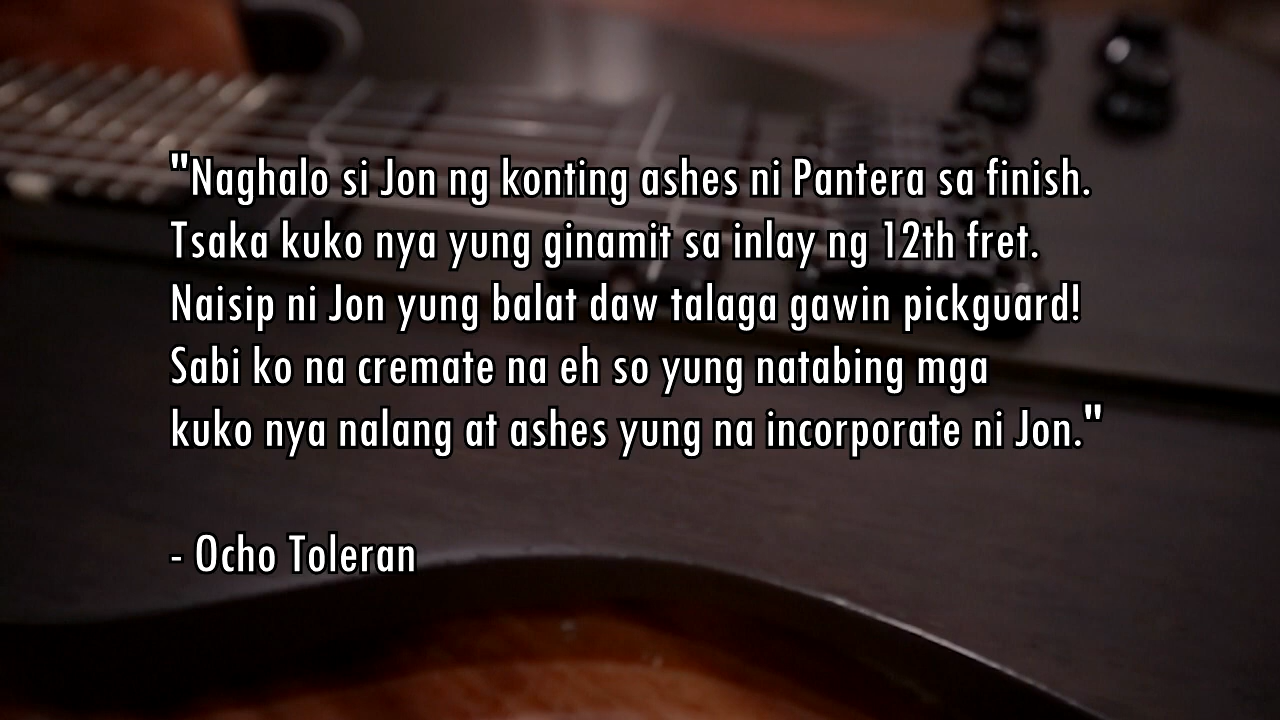 "Naghalo si Jon ng konting ashes ni Pantera sa finish.
Tsaka kuko nya yung ginamit sa inlay ng 12th fret.
Naisip ni Jon yung balat daw talaga gawin pickguard!
Sabi ko na cremate na eh so yung natabing mga
kuko nya nalang at ashes yung na incorporate ni Jon."
- Ocho Toleran